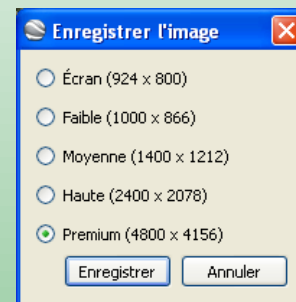 Enregistrer l'image
Écran (924 x 800)
Faible (1000 x 866)
Moyenne (1400 x 1212)
Haute (2400 x 2078)
Premium (4800 x 4156)
Enregistrer Annuler